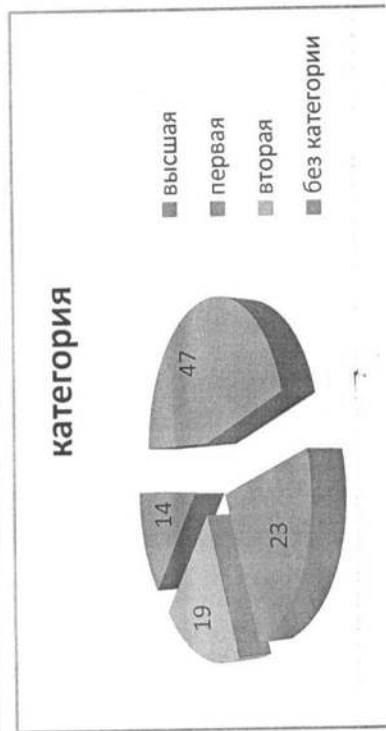 категория
14
47
19
23
высшая
первая
вторая
без категории